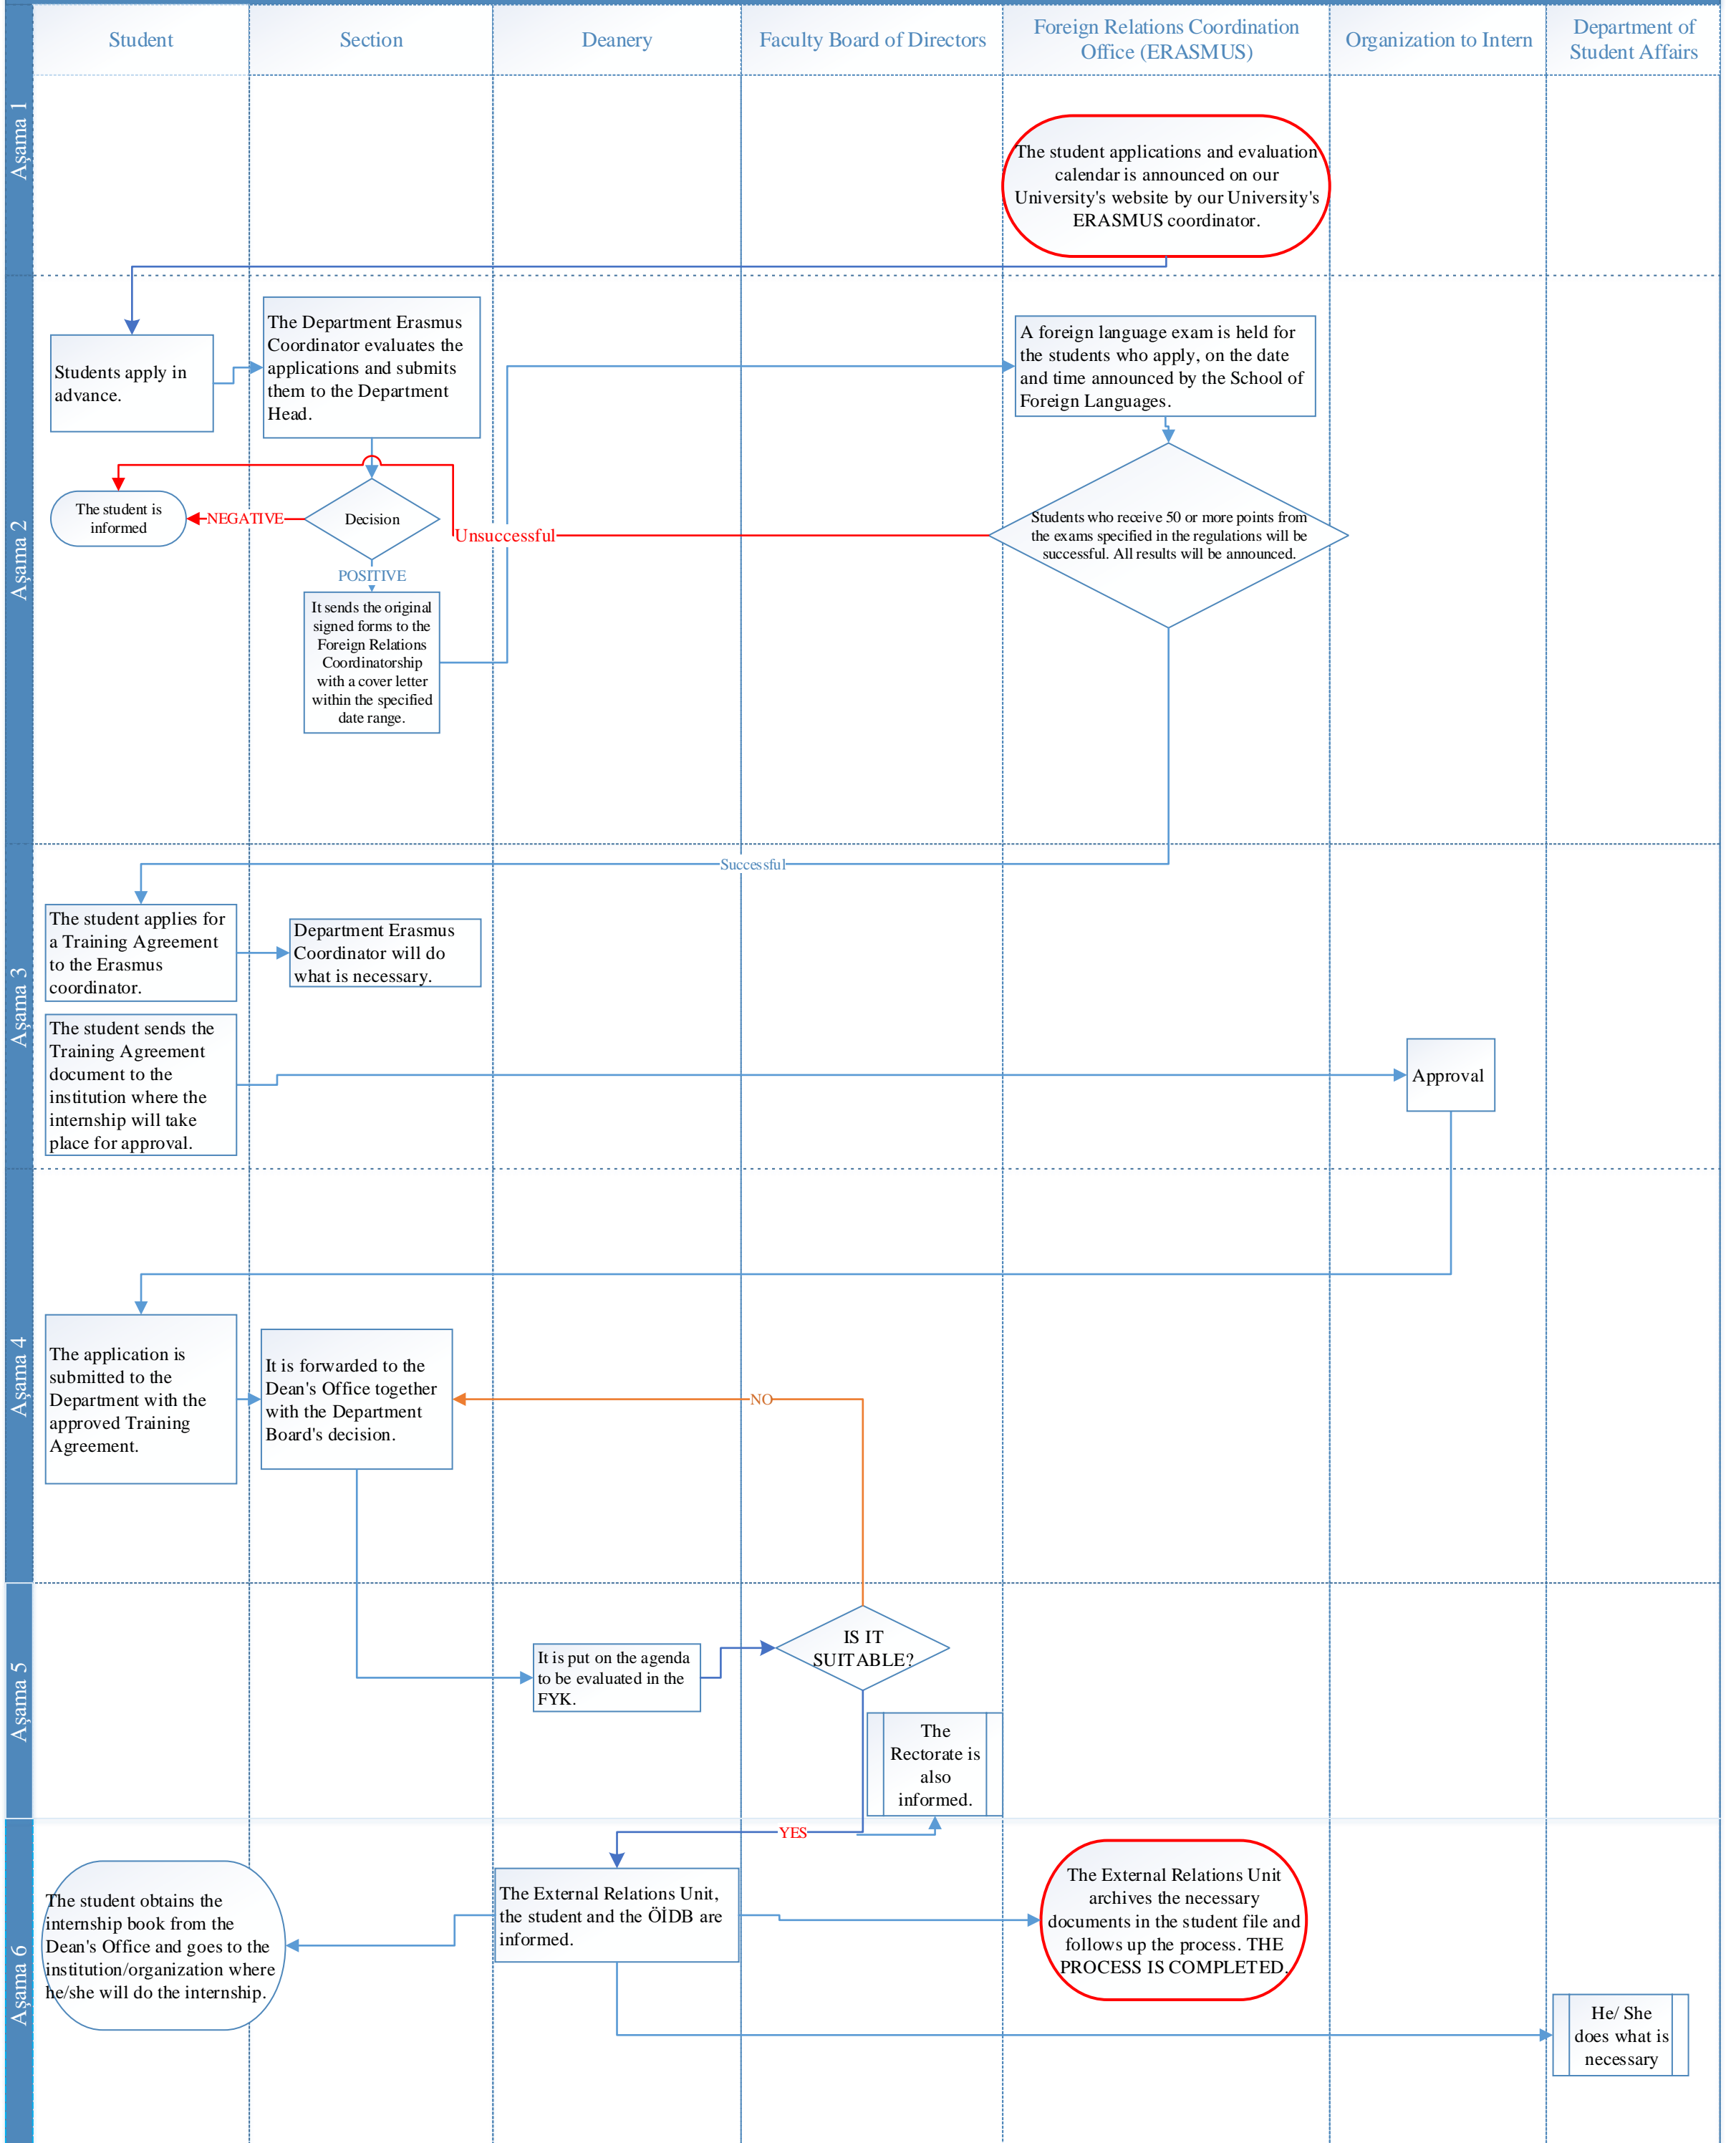 Student
Section
Deanery
Faculty Board of Directors
Foreign Relations Coordination
Office (ERASMUS)
Organization to Intern
Department of
Student Affairs
Aşama 1
The student applications and evaluation
calendar is announced on our
University's website by our University's
ERASMUS coordinator.
Aşama 2
Students apply in
advance.
The Department Erasmus
Coordinator evaluates the
applications and submits
them to the Department
Head.
A foreign language exam is held for
the students who apply, on the date
and time announced by the School of
Foreign Languages.
The student is
informed
NEGATIVE
Decision
Unsuccessful
Students who receive 50 or more points from
the exams specified in the regulations will be
successful. All results will be announced.
POSITIVE
It sends the original
signed forms to the
Foreign Relations
Coordinatorship
with a cover letter
within the specified
date range.
Aşama 3
Successful
The student applies for
a Training Agreement
to the Erasmus
coordinator.
Department Erasmus
Coordinator will do
what is necessary.
The student sends the
Training Agreement
document to the
institution where the
internship will take
place for approval.
Approval
Aşama 4
The application is
submitted to the
Department with the
approved Training
Agreement.
It is forwarded to the
Dean's Office together
with the Department
Board's decision.
NO
Aşama 5
It is put on the agenda
to be evaluated in the
FYK.
IS IT
SUITABLE?
The
Rectorate is
also
informed.
Aşama 6
YES
The student obtains the
internship book from the
Dean's Office and goes to the
institution/organization where
he/she will do the internship.
The External Relations Unit,
the student and the ÖİDB are
informed.
The External Relations Unit
archives the necessary
documents in the student file and
follows up the process. THE
PROCESS IS COMPLETED.
He/ She
does what is
necessary